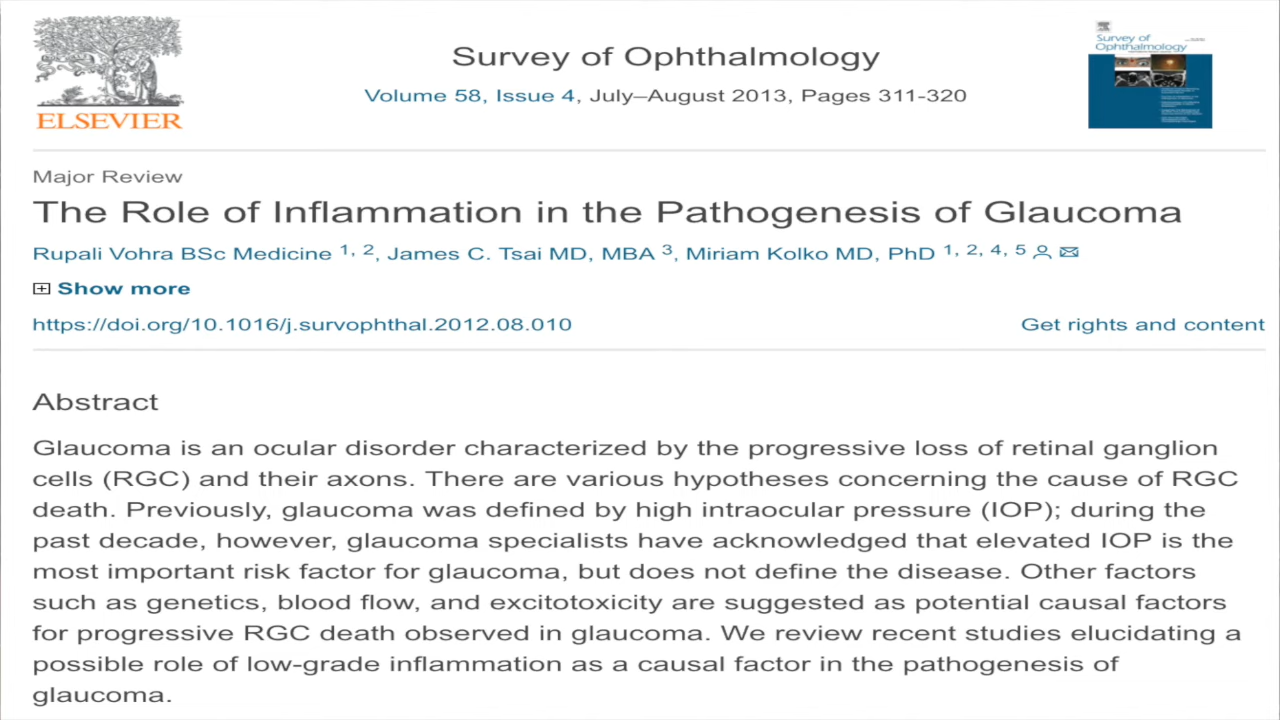 Survey of Ophthalmology
Volume 58, Issue 4, July–August 2013, Pages 311-320
ELSEVIER
Survey of
Ophthalmology
Major Review
The Role of Inflammation in the Pathogenesis of Glaucoma
Rupali Vohra BSc Medicine 1, 2, James C. Tsai MD, MBA 3, Miriam Kolko MD, PhD 1, 2, 4, 5
Show more
https://doi.org/10.1016/j.survophthal.2012.08.010
Get rights and content
Abstract
Glaucoma is an ocular disorder characterized by the progressive loss of retinal ganglion
cells (RGC) and their axons. There are various hypotheses concerning the cause of RGC
death. Previously, glaucoma was defined by high intraocular pressure (IOP); during the
past decade, however, glaucoma specialists have acknowledged that elevated IOP is the
most important risk factor for glaucoma, but does not define the disease. Other factors
such as genetics, blood flow, and excitotoxicity are suggested as potential causal factors
for progressive RGC death observed in glaucoma. We review recent studies elucidating a
possible role of low-grade inflammation as a causal factor in the pathogenesis of
glaucoma.